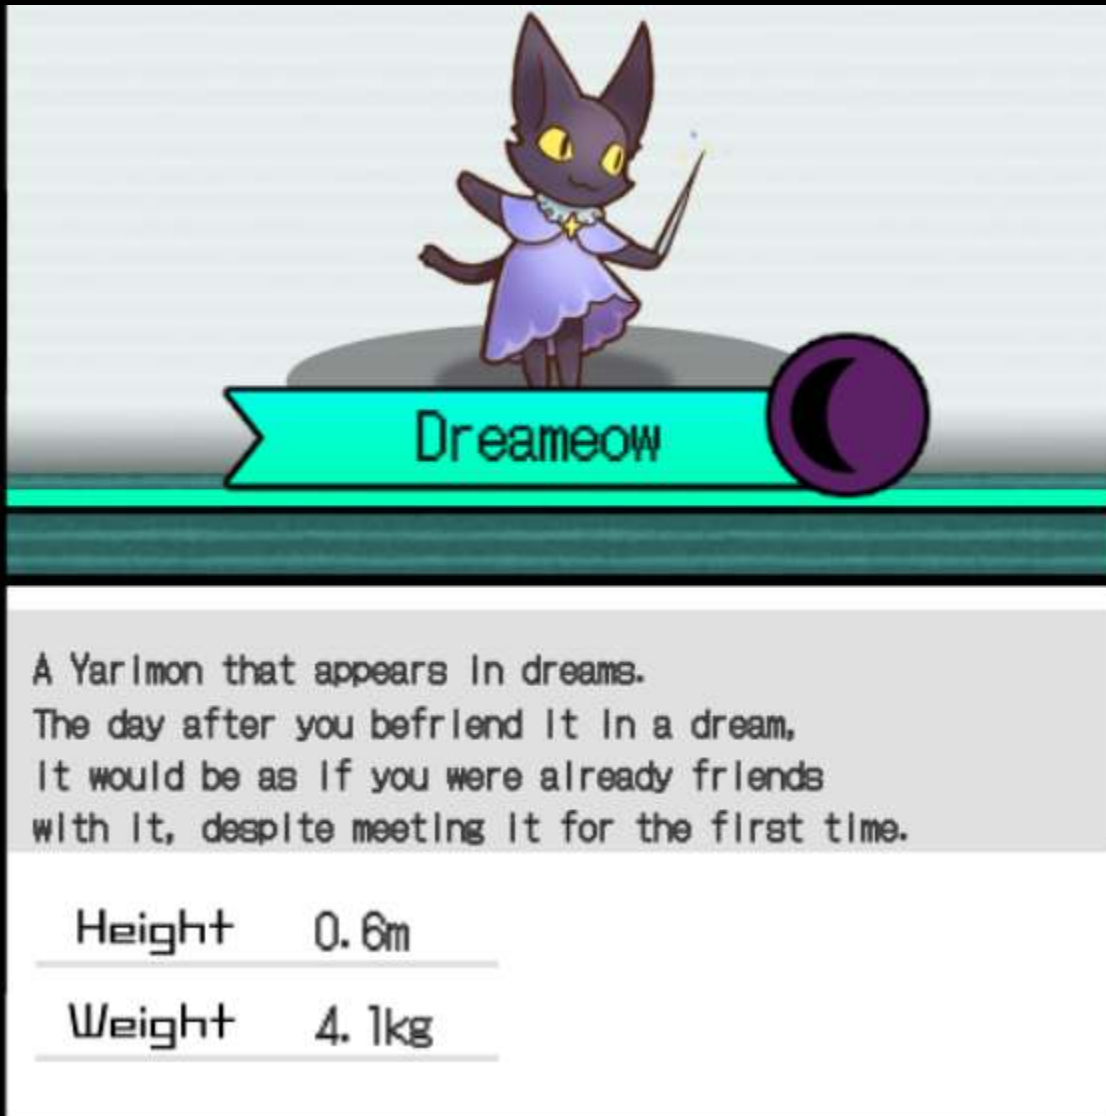 Dreameow
A Yarimon that appears in dreams.
The day after you befriend it in a dream,
it would be as if you were already friends
with it, despite meeting it for the first time.
Height 0.6m
Weight 4.1kg